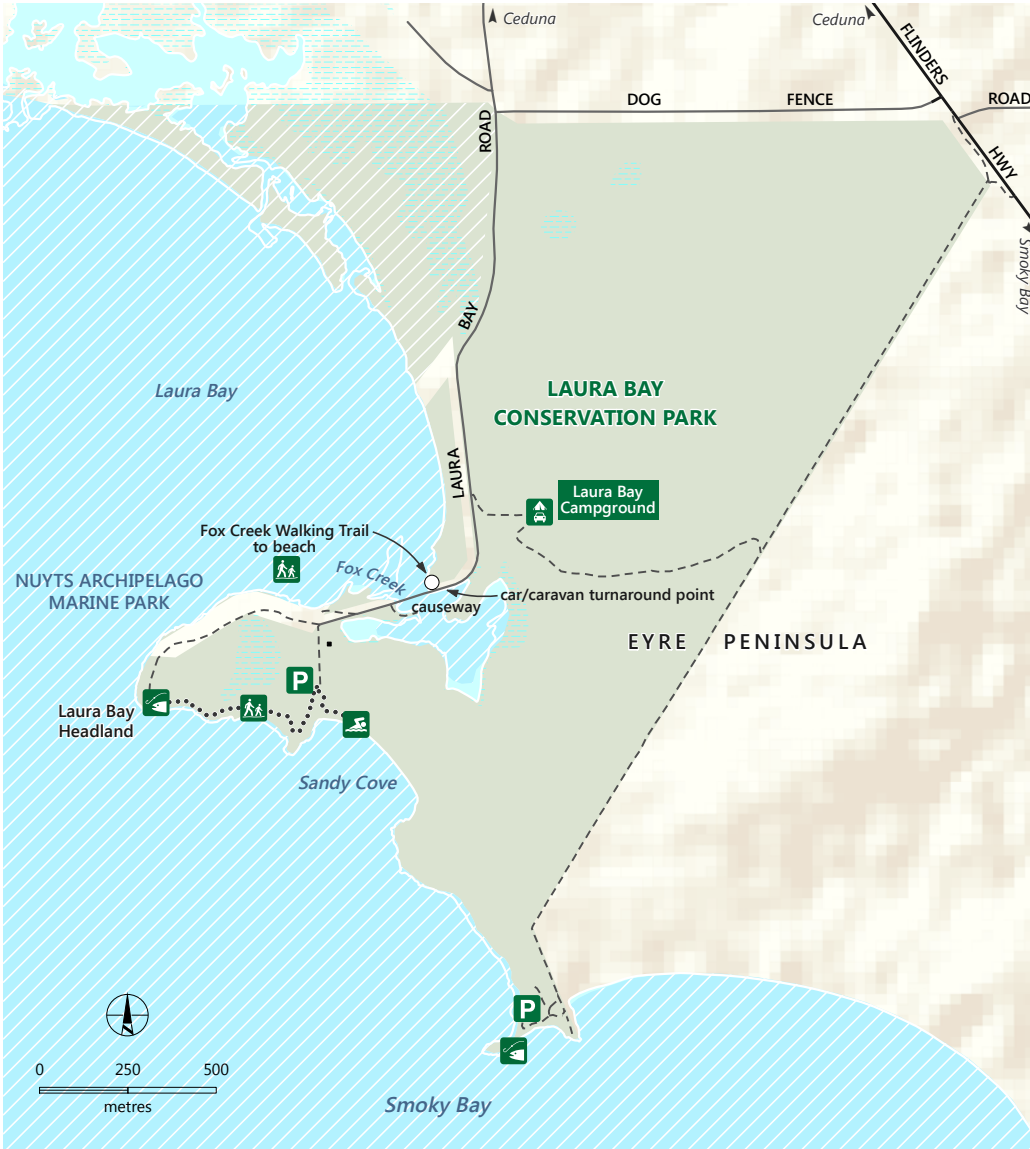 Ceduna
Ceduna
FLINDERS
DOG FENCE ROAD
ROAD
HWY
Smoky Bay
BAY
Laura Bay
LAURA BAY
CONSERVATION PARK
LAURA
Laura Bay
Campground
Fox Creek Walking Trail
to beach
Fox Creek
NUYTS ARCHIPELAGO
MARINE PARK
car/caravan turnaround point
causeway
EYRE PENINSULA
P
Laura Bay
Headland
Sandy Cove
P
0 250 500
metres
Smoky Bay